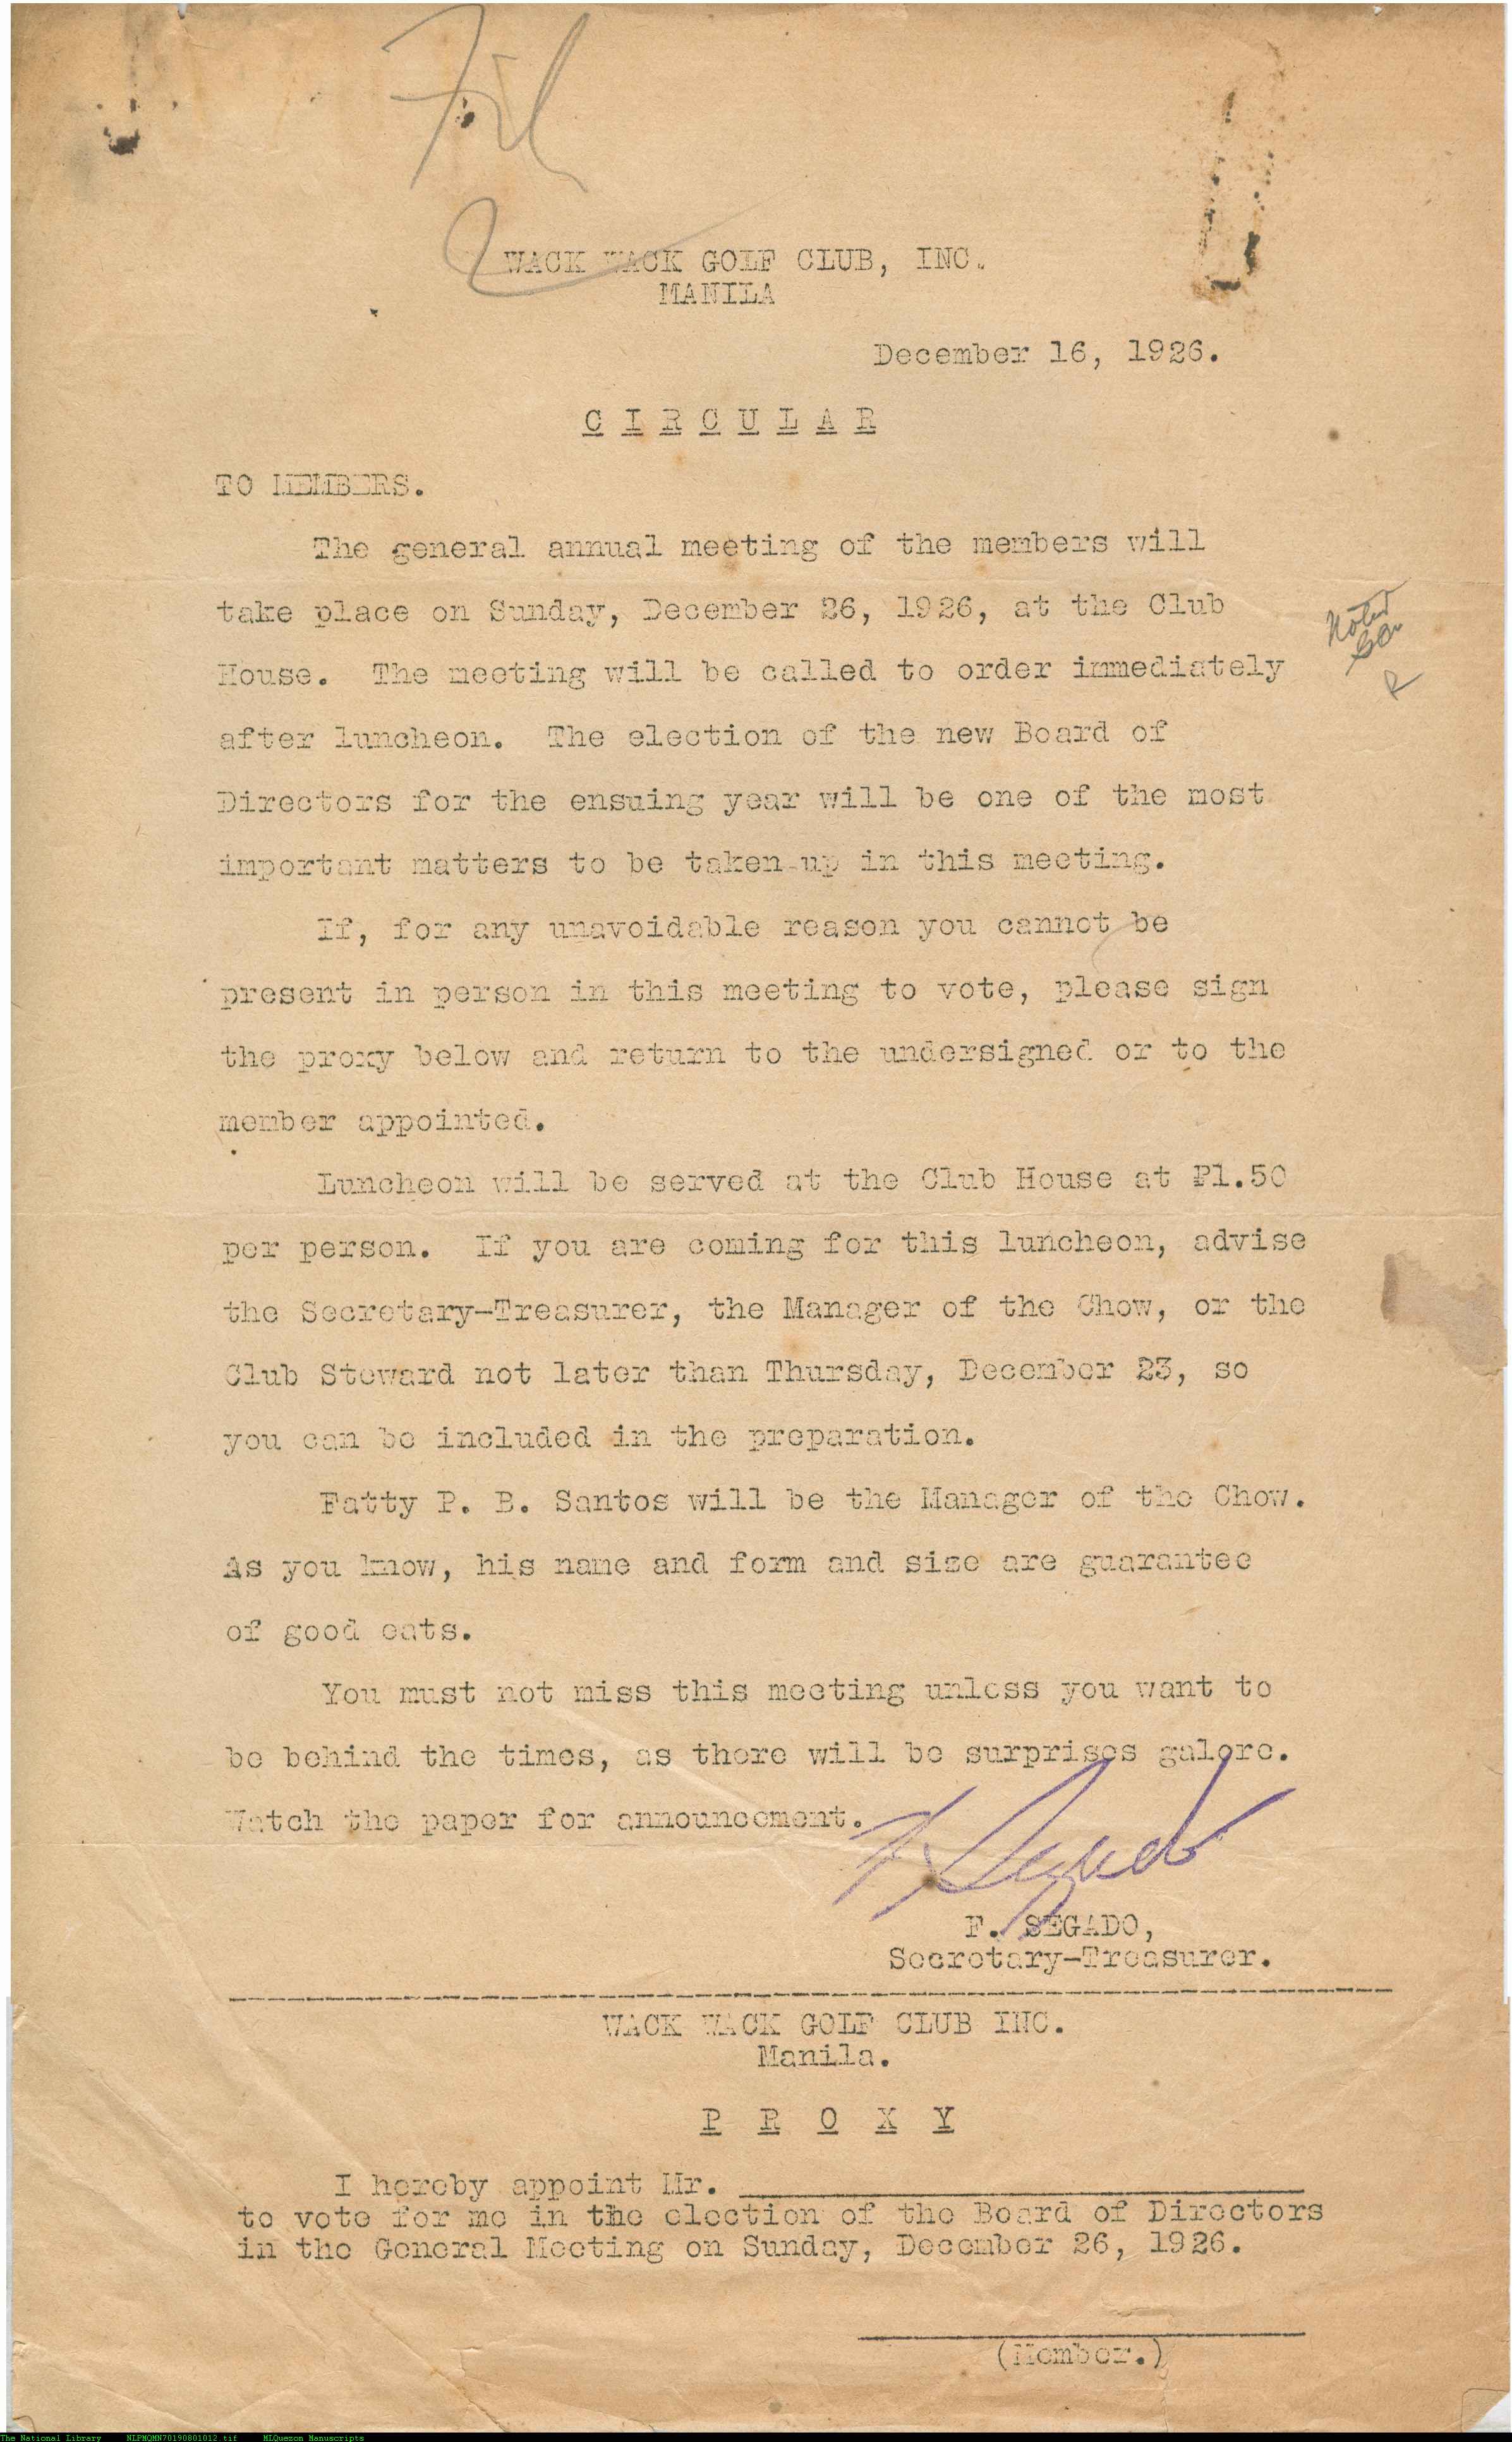 WACK WACK GOLF CLUB, INC.
MANILA
December 16, 1926.
C I R C U L A R
TO MEMBERS.
The general annual meeting of the members will
take place on Sunday, December 26, 1926, at the Club
Noted
House. The meeting will be called to order immediately
after luncheon. The election of the new Board of
Directors for the ensuing year will be one of the most
important matters to be taken-up in this meeting.
If, for any unavoidable reason you cannot be
present in person in this meeting to vote, please sign
the proxy below and return to the undersigned or to the
member appointed.
Luncheon will be served at the Club House at ₱1.50
per person. If you are coming for this luncheon, advise
the Secretary-Treasurer, the Manager of the Chow, or the
Club Steward not later than Thursday, December 23, so
you can be included in the preparation.
Fatty P. B. Santos will be the Manager of the Chow.
As you know, his name and form and size are guarantee
of good eats.
You must not miss this meeting unless you want to
be behind the times, as there will be surprises galore.
Watch the paper for announcement.
F. Segado
F. SEGADO,
Secretary-Treasurer.
WACK WACK GOLF CLUB INC.
Manila.
P R O X Y
I hereby appoint Mr.
to vote for me in the election of the Board of Directors
in the General Meeting on Sunday, December 26, 1926.
(Member.)
The National Library NLPMQMN70190801012.tif MLQuezon Manuscripts